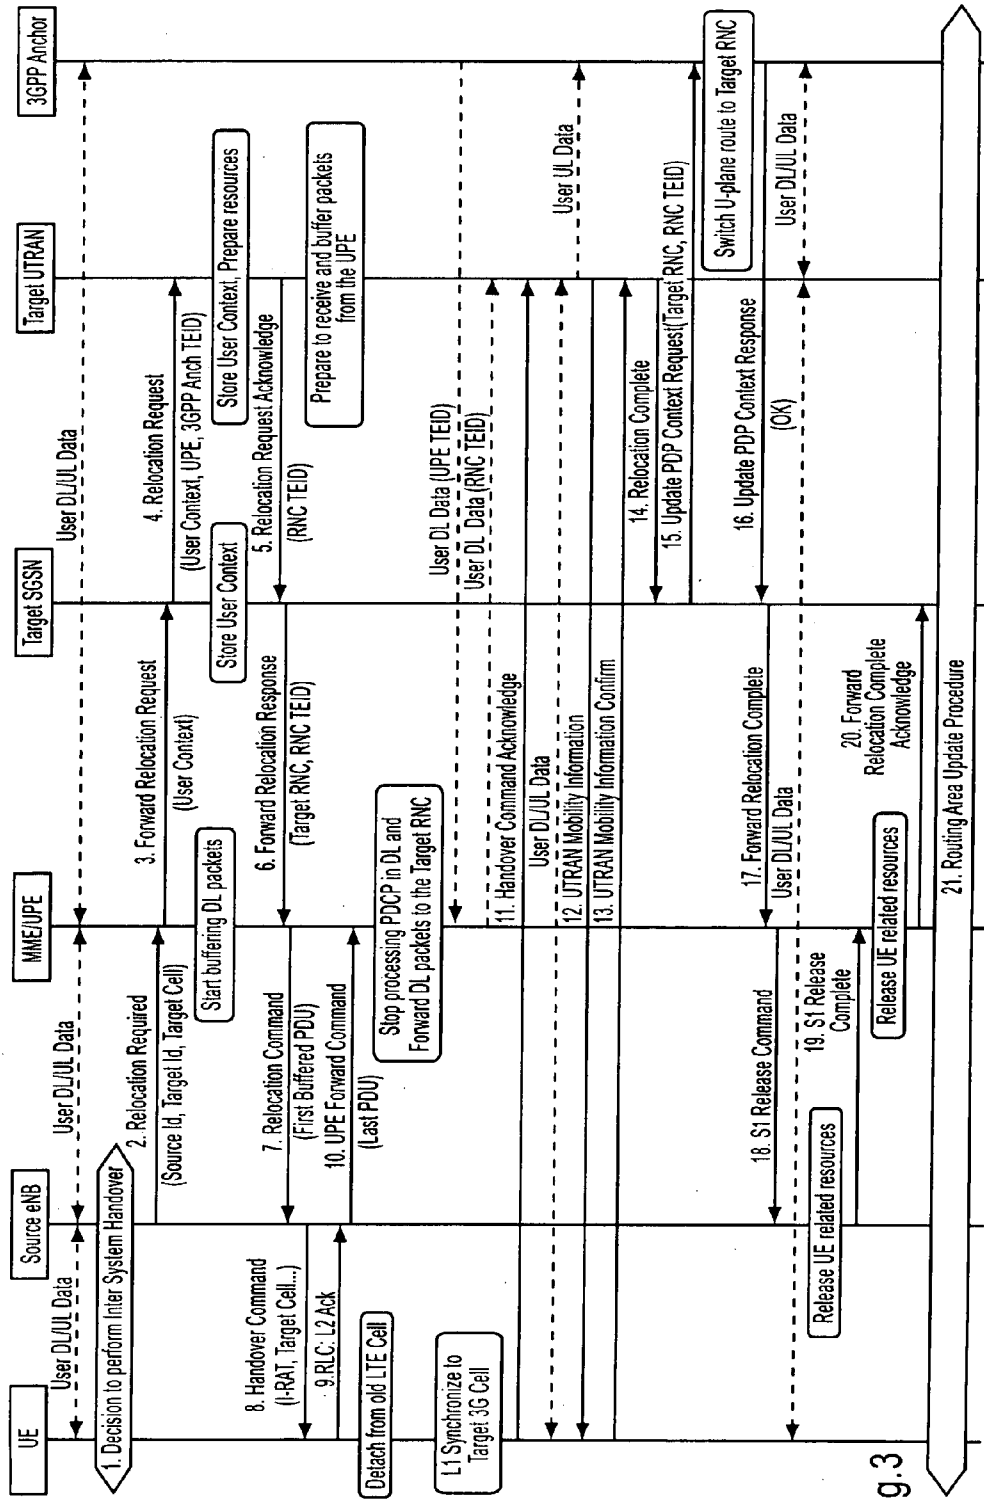 UE
Source eNB
MME/UPE
Target SGSN
Target UTRAN
3GPP Anchor
User DL/UL Data
User DL/UL Data
User DL/UL Data
1. Decision to perform Inter System Handover
2. Relocation Required
(Source Id, Target Id, Target Cell)
3. Forward Relocation Request
(User Context)
4. Relocation Request
(User Context, UPE, 3GPP Anch TEID)
Start buffering DL packets
Store User Context
Store User Context, Prepare resources
5. Relocation Request Acknowledge
(RNC TEID)
Prepare to receive and buffer packets
from the UPE
6. Forward Relocation Response
(Target RNC, RNC TEID)
7. Relocation Command
(First Buffered PDU)
8. Handover Command
(I-RAT, Target Cell...)
9.RLC: L2 Ack
10. UPE Forward Command
(Last PDU)
Detach from old LTE Cell
Stop processing PDCP in DL and
Forward DL packets to the Target RNC
User DL Data (UPE TEID)
User DL Data (RNC TEID)
L1 Synchronize to
Target 3G Cell
11. Handover Command Acknowledge
User DL/UL Data
User UL Data
12. UTRAN Mobility Information
13. UTRAN Mobility Information Confirm
14. Relocation Complete
15. Update PDP Context Request(Target RNC, RNC TEID)
Switch U-plane route to Target RNC
16. Update PDP Context Response
(OK)
17. Forward Relocation Complete
User DL/UL Data
User DL/UL Data
18. S1 Release Command
Release UE related resources
19. S1 Release
Complete
Release UE related resources
20. Forward
Relocation Complete
Acknowledge
21. Routing Area Update Procedure
g.3